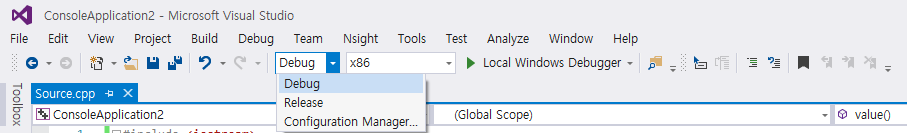 ConsoleApplication2 - Microsoft Visual Studio
File Edit View Project Build Debug Team Nsight Tools Test Analyze Window Help
Debug x86 Local Windows Debugger
Debug
Release
Configuration Manager...
Toolbox
Source.cpp
ConsoleApplication2 (Global Scope) value()
1 #include <iostream>